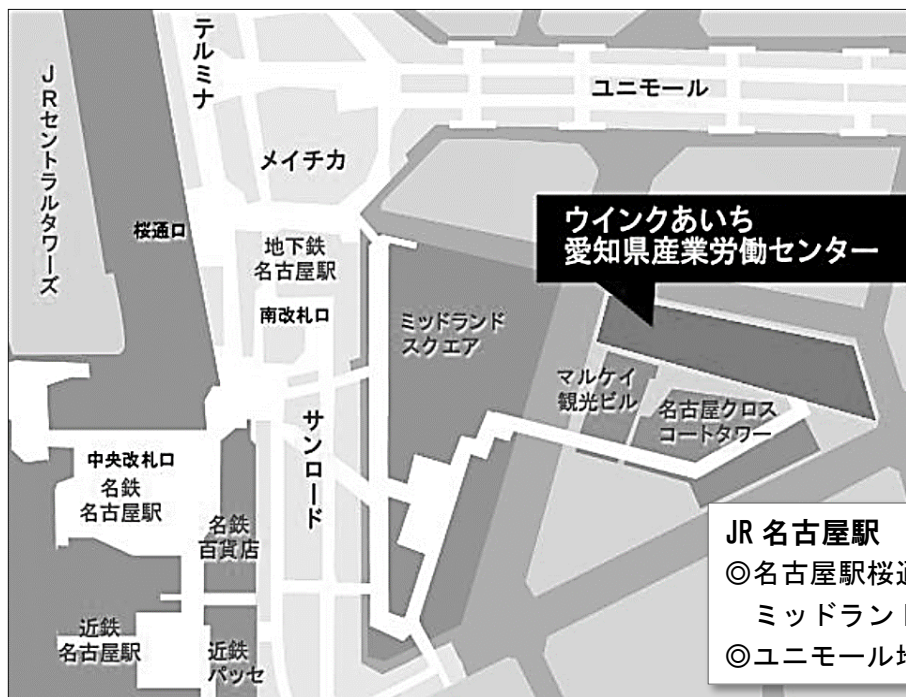 テルミナ
JRセントラルタワーズ
ユニモール
メイチカ
桜通口
地下鉄
名古屋駅
南改札口
ウインクあいち
愛知県産業労働センター
ミッドランド
スクエア
マルケイ
観光ビル
名古屋クロス
コートタワー
サンロード
中央改札口
名鉄
名古屋駅
名鉄
百貨店
近鉄
名古屋駅
近鉄
パッセ
JR 名古屋駅
◎名古屋駅桜通
ミッドランド
◎ユニモール地